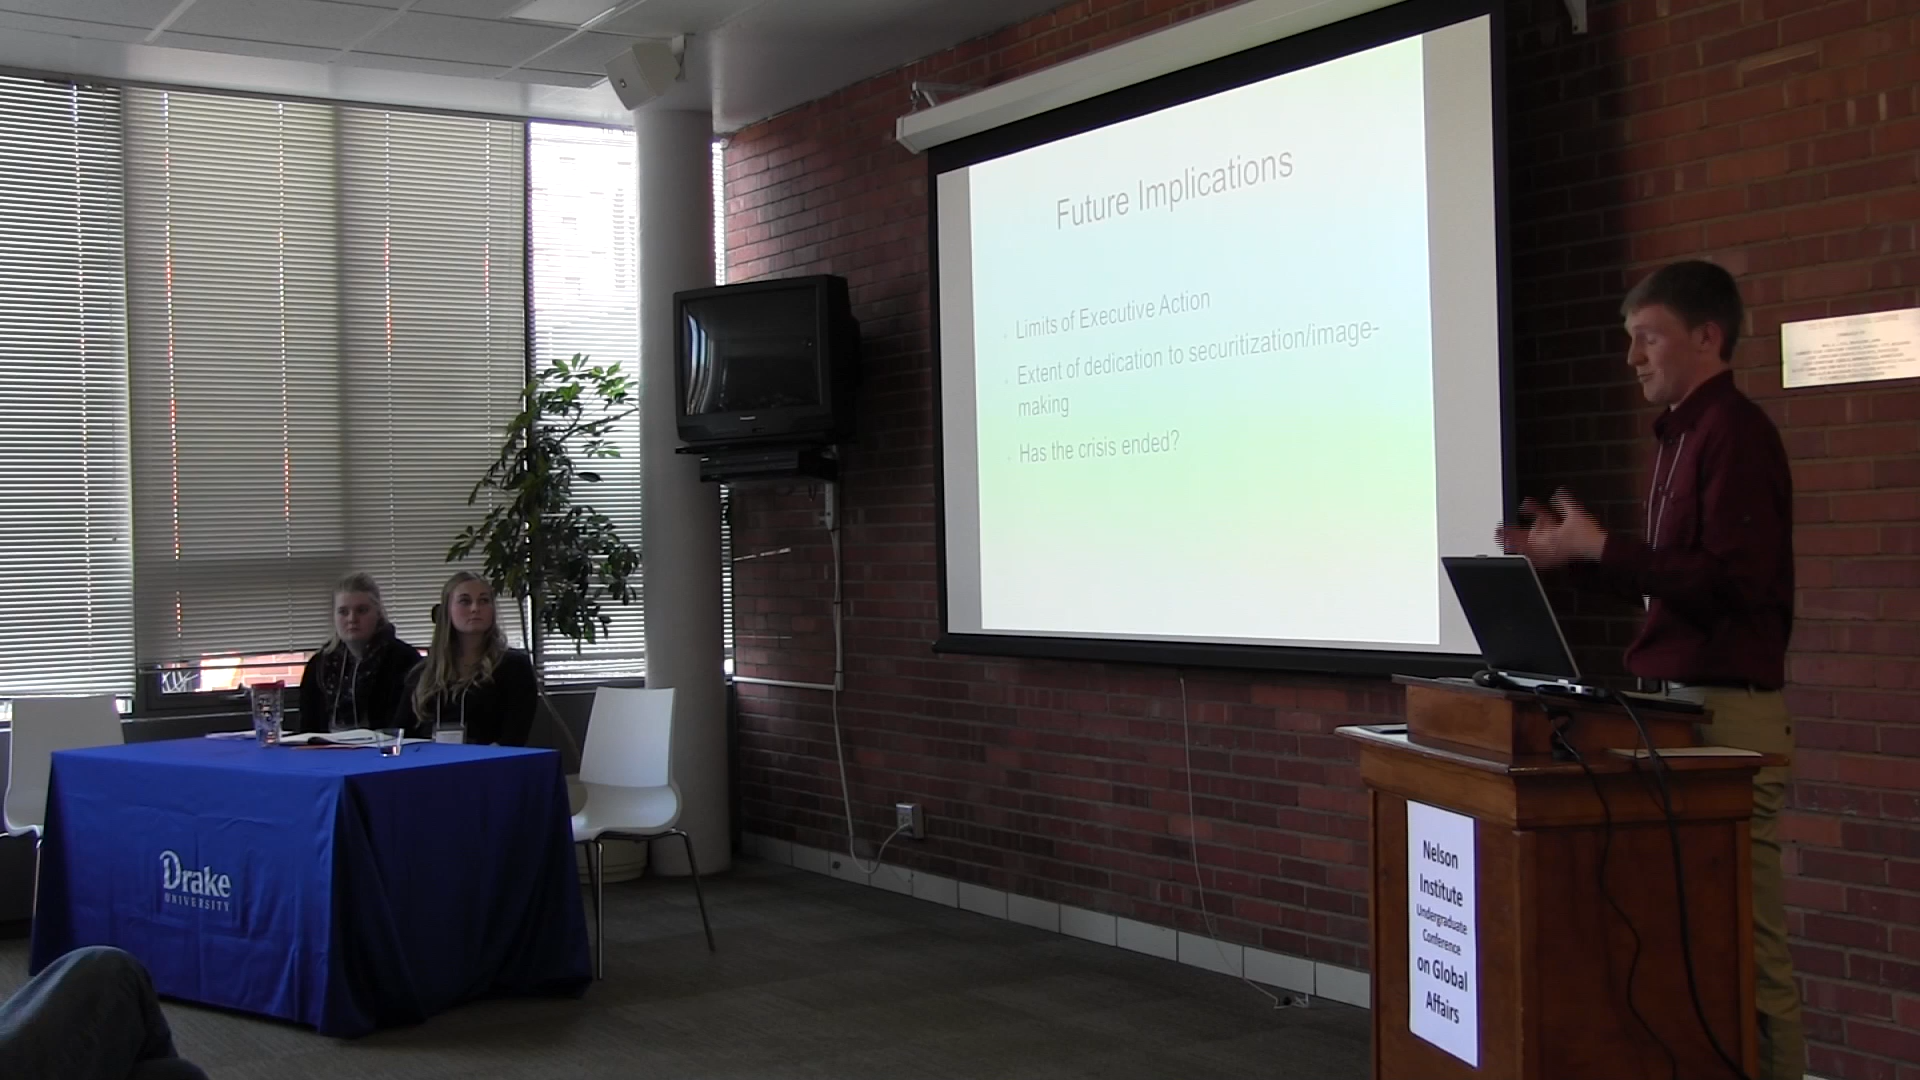 Future Implications
Limits of Executive Action
Extent of dedication to securitization/image-
making
Has the crisis ended?
Panasonic
Drake
UNIVERSITY
Nelson
Institute
Undergraduate
Conference
on Global
Affairs